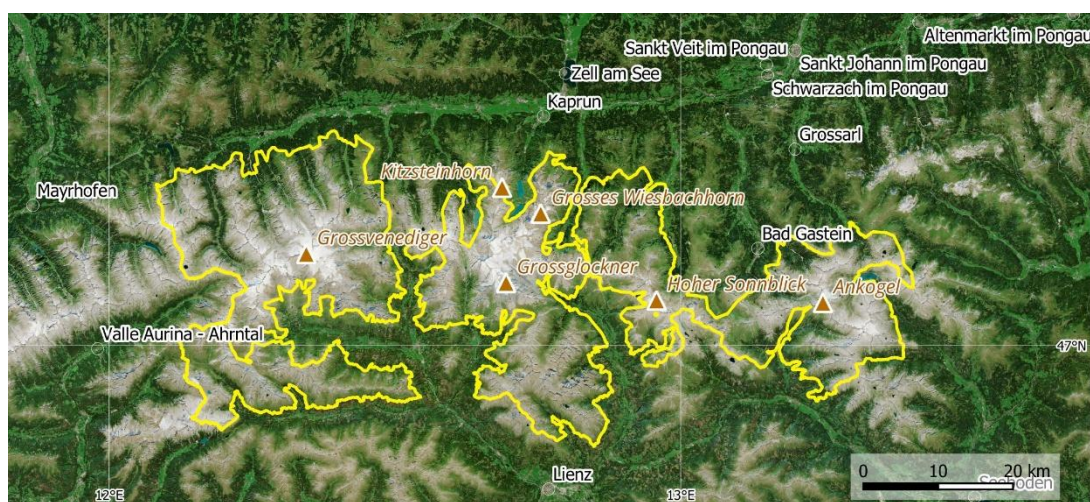 Altenmarkt im Pongau
Sankt Veit im Pongau
Sankt Johann im Pongau
Zell am See
Schwarzach im Pongau
Kaprun
Grossarl
Mayrhofen
Kitzsteinhorn
Grosses Wiesbachhorn
Bad Gastein
Grossvenediger
Grossglockner
Hoher Sonnblick
Ankogel
Valle Aurina - Ahrntal
47°N
Lienz
0 10 20 km
Seeboden
12°E
13°E